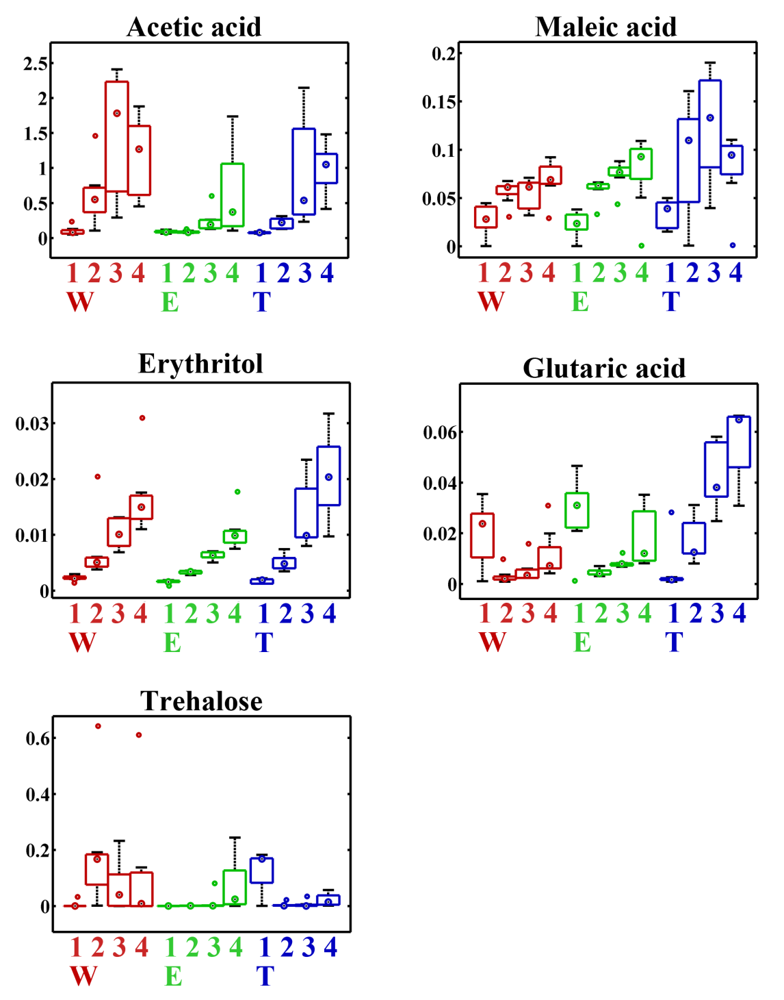 Acetic acid
2.5
2
1.5
1
0.5
0
1 2 3 4 1 2 3 4 1 2 3 4
W E T
Maleic acid
0.2
0.15
0.1
0.05
0
1 2 3 4 1 2 3 4 1 2 3 4
W E T
Erythritol
0.03
0.02
0.01
0
1 2 3 4 1 2 3 4 1 2 3 4
W E T
Glutaric acid
0.06
0.04
0.02
0
1 2 3 4 1 2 3 4 1 2 3 4
W E T
Trehalose
0.6
0.4
0.2
0
1 2 3 4 1 2 3 4 1 2 3 4
W E T